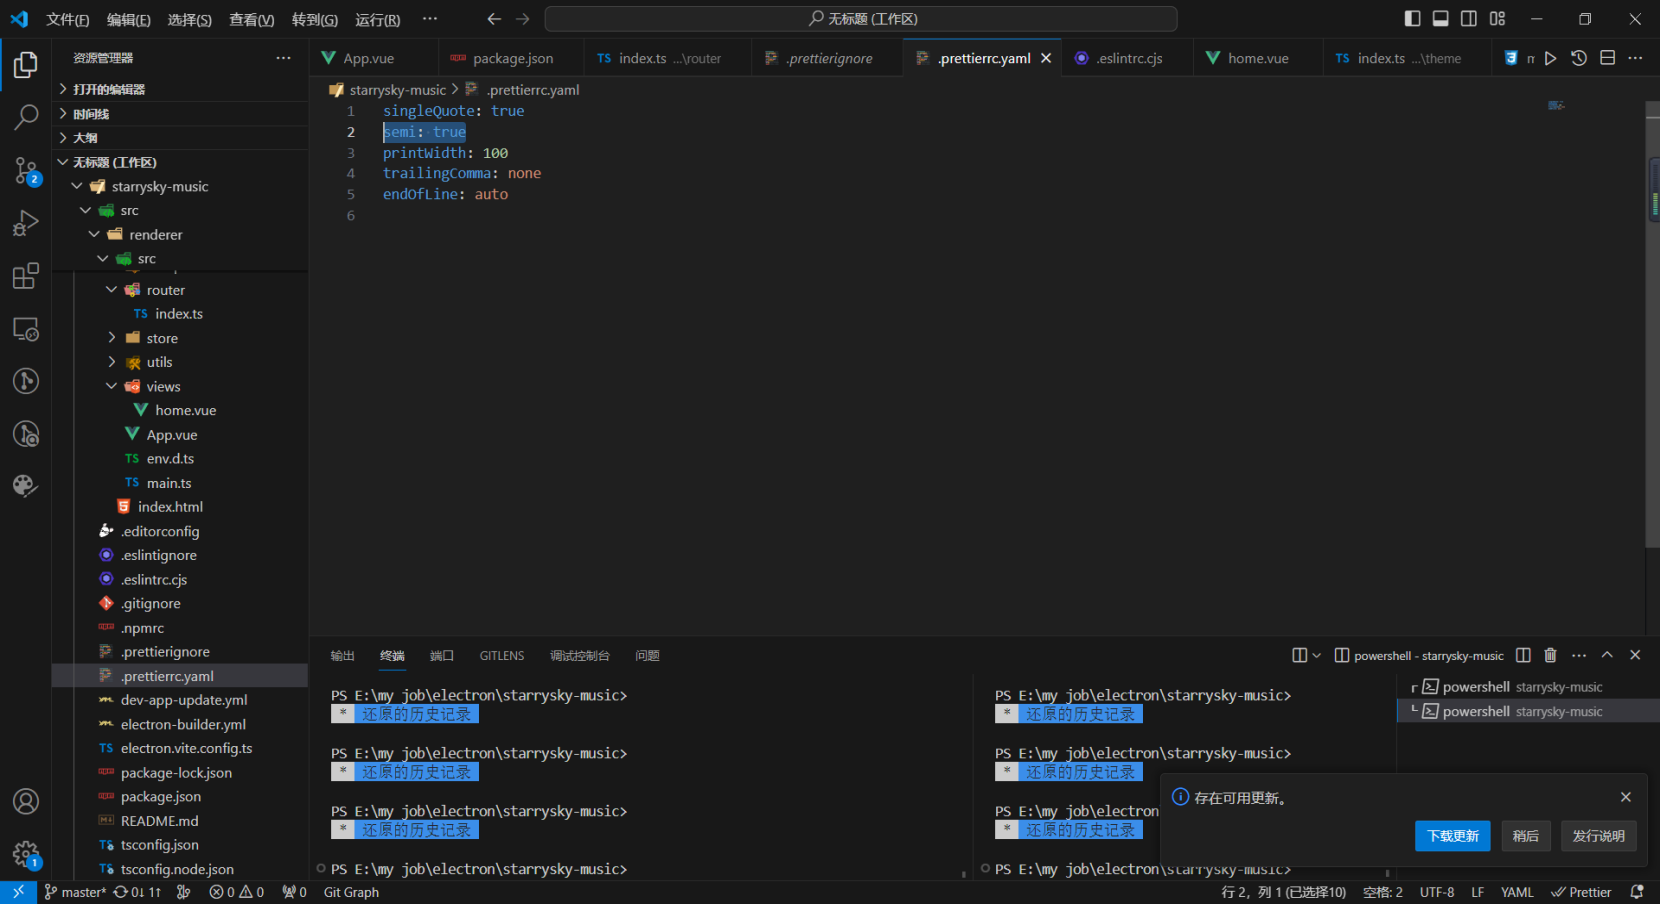 文件(F) 编辑(E) 选择(S) 查看(V) 转到(G) 运行(R) ··· 无标题 (工作区)
资源管理器 ···
App.vue package.json TS index.ts ...\router .prettierignore .prettierrc.yaml .eslintrc.cjs home.vue TS index.ts ...\theme
starrysky-music > .prettierrc.yaml
1 singleQuote: true
2 semi: true
3 printWidth: 100
4 trailingComma: none
5 endOfLine: auto
6
打开的编辑器
时间线
大纲
无标题 (工作区)
starrysky-music
src
renderer
src
router
TS index.ts
store
utils
views
home.vue
App.vue
TS env.d.ts
TS main.ts
index.html
.editorconfig
.eslintignore
.eslintrc.cjs
.gitignore
.npmrc
.prettierignore
.prettierrc.yaml
dev-app-update.yml
electron-builder.yml
TS electron.vite.config.ts
package-lock.json
package.json
README.md
tsconfig.json
tsconfig.node.json
2
1
输出 终端 端口 GITLENS 调试控制台 问题 powershell - starrysky-music
PS E:\my job\electron\starrysky-music>
* 还原的历史记录
PS E:\my job\electron\starrysky-music>
* 还原的历史记录
PS E:\my job\electron\starrysky-music>
* 还原的历史记录
PS E:\my job\electron\starrysky-music>
PS E:\my job\electron\starrysky-music>
* 还原的历史记录
PS E:\my job\electron\starrysky-music>
* 还原的历史记录
PS E:\my job\electron
* 还原的历史记录
PS E:\my job\electron\starrysky-music>
powershell starrysky-music
powershell starrysky-music
存在可用更新。
下载更新 稍后 发行说明
master* 0↓ 1↑ 0 0 0 Git Graph 行 2，列 1 (已选择10) 空格: 2 UTF-8 LF YAML Prettier